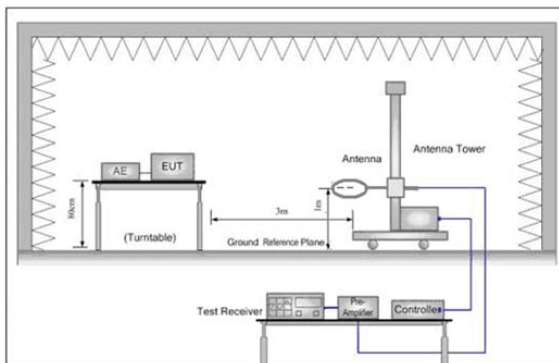 Antenna
Antenna Tower
AE
EUT
80cm
1m
3m
(Turntable)
Ground Reference Plane
Test Receiver
Pre-
Amplifier
Controller